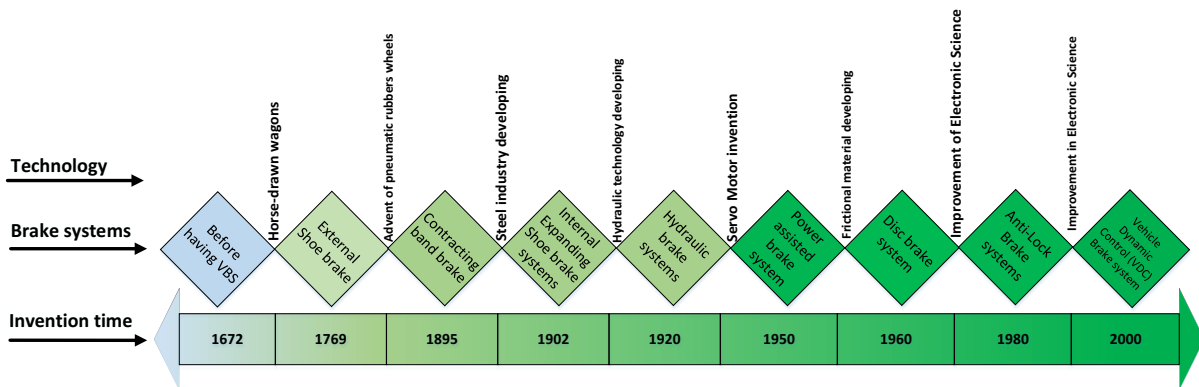 Technology
Horse-drawn wagons
Advent of pneumatic rubbers wheels
Steel industry developing
Hydraulic technology developing
Servo Motor invention
Frictional material developing
Improvement of Electronic Science
Improvement in Electronic Science
Brake systems
Before
having VBS
External
Shoe brake
Contracting
band brake
Internal
Expanding
Shoe brake
systems
Hydraulic
brake
systems
Power
assisted
brake
system
Disc brake
system
Anti-Lock
Brake
systems
Vehicle
Dynamic
Control (VDC)
Brake system
Invention time
1672
1769
1895
1902
1920
1950
1960
1980
2000